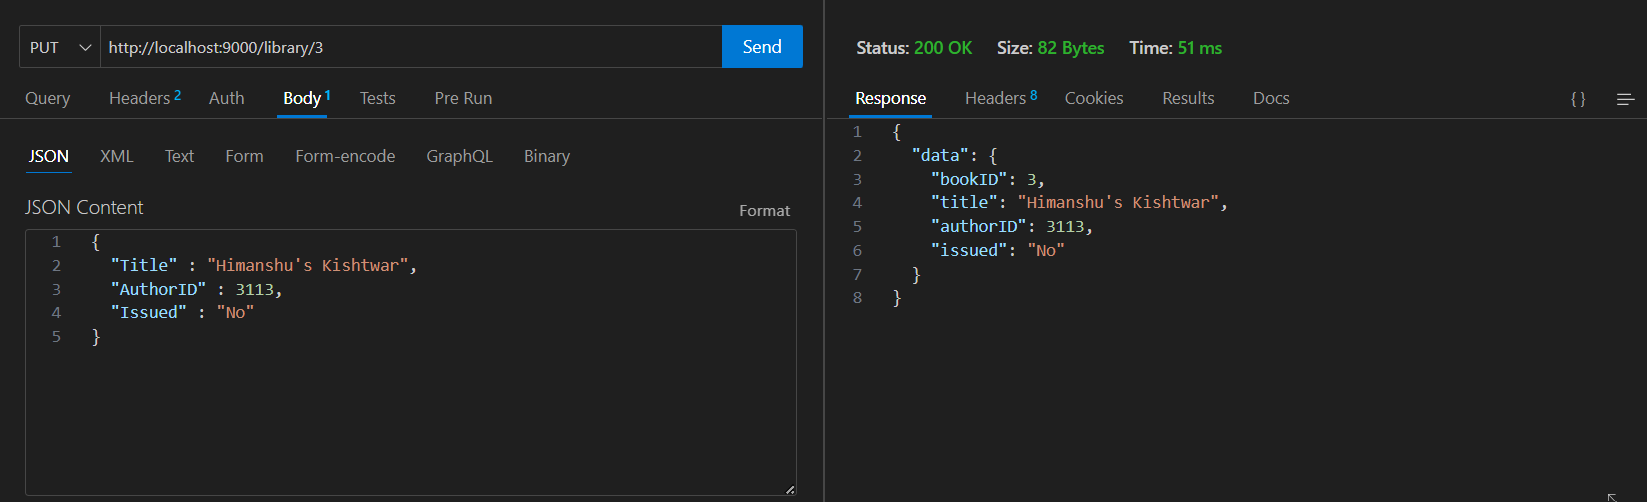 PUT http://localhost:9000/library/3 Send
Query Headers 2 Auth Body 1 Tests Pre Run
JSON XML Text Form Form-encode GraphQL Binary
JSON Content
Format
1 {
2 "Title" : "Himanshu's Kishtwar",
3 "AuthorID" : 3113,
4 "Issued" : "No"
5 }
Status: 200 OK Size: 82 Bytes Time: 51 ms
Response Headers 8 Cookies Results Docs {}
1 {
2 "data": {
3 "bookID": 3,
4 "title": "Himanshu's Kishtwar",
5 "authorID": 3113,
6 "issued": "No"
7 }
8 }